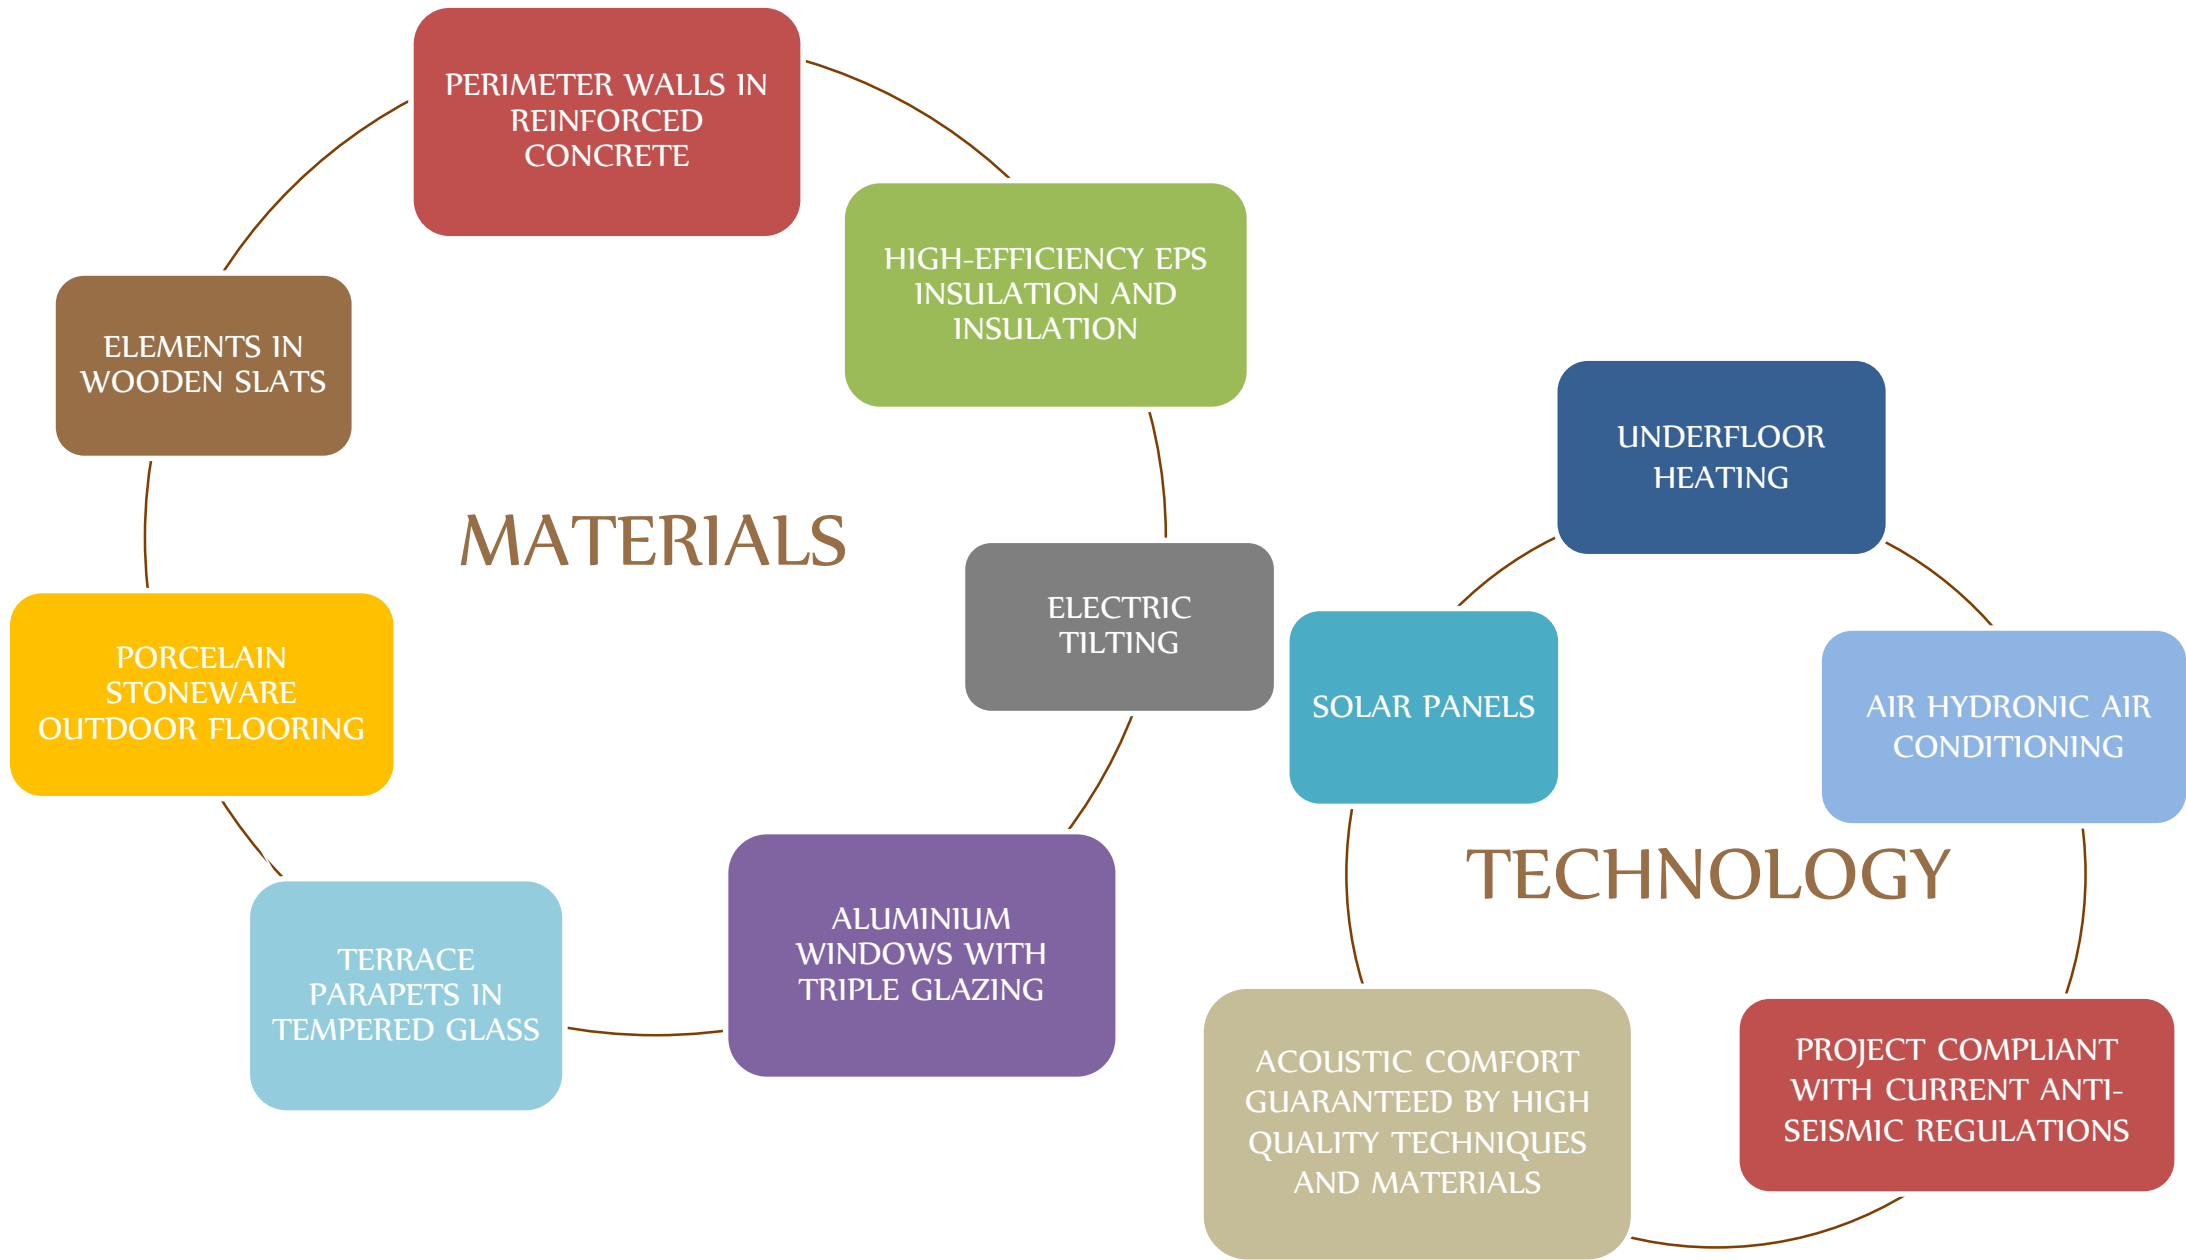 PERIMETER WALLS IN
REINFORCED
CONCRETE
HIGH-EFFICIENCY EPS
INSULATION AND
INSULATION
ELEMENTS IN
WOODEN SLATS
MATERIALS
ELECTRIC
TILTING
PORCELAIN
STONEWARE
OUTDOOR FLOORING
ALUMINIUM
WINDOWS WITH
TRIPLE GLAZING
TERRACE
PARAPETS IN
TEMPERED GLASS
UNDERFLOOR
HEATING
SOLAR PANELS
AIR HYDRONIC AIR
CONDITIONING
TECHNOLOGY
ACOUSTIC COMFORT
GUARANTEED BY HIGH
QUALITY TECHNIQUES
AND MATERIALS
PROJECT COMPLIANT
WITH CURRENT ANTI-
SEISMIC REGULATIONS